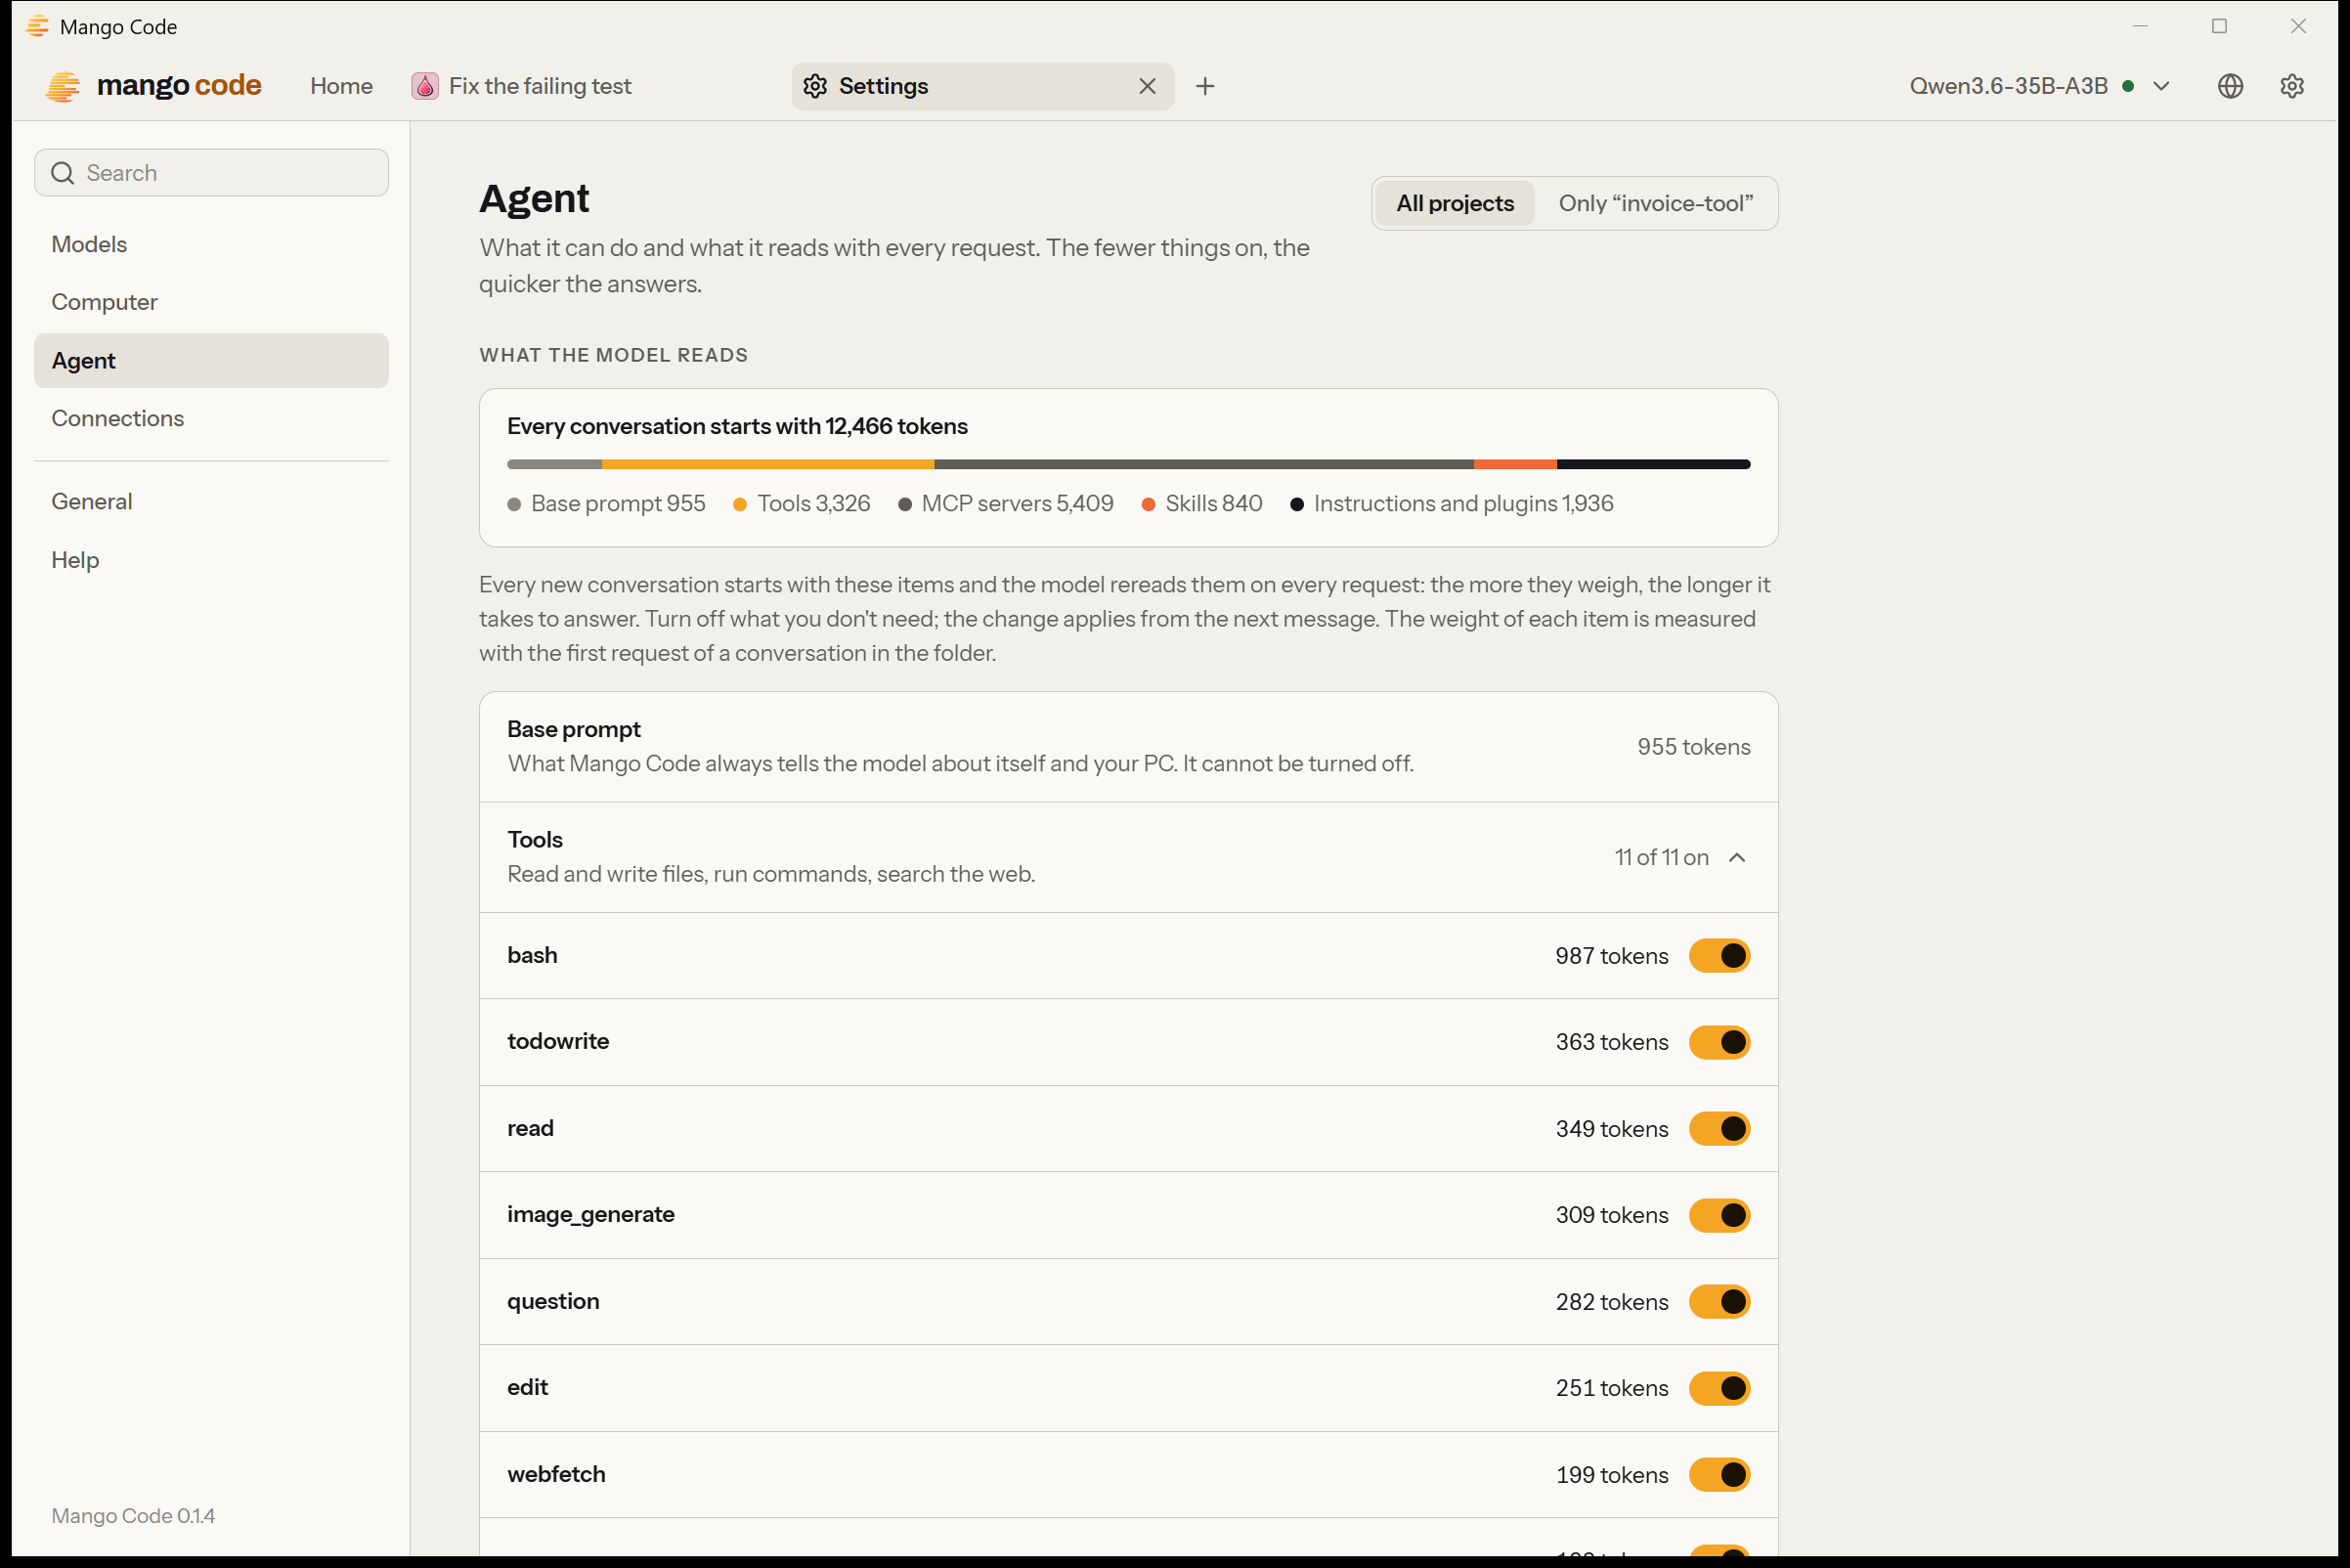 Mango Code
mango code
Home
Fix the failing test
Settings
Qwen3.6-35B-A3B
Search
Models
Computer
Agent
Connections
General
Help
Mango Code 0.1.4
Agent
What it can do and what it reads with every request. The fewer things on, the
quicker the answers.
All projects
Only “invoice-tool”
WHAT THE MODEL READS
Every conversation starts with 12,466 tokens
Base prompt 955
Tools 3,326
MCP servers 5,409
Skills 840
Instructions and plugins 1,936
Every new conversation starts with these items and the model rereads them on every request: the more they weigh, the longer it
takes to answer. Turn off what you don't need; the change applies from the next message. The weight of each item is measured
with the first request of a conversation in the folder.
Base prompt
What Mango Code always tells the model about itself and your PC. It cannot be turned off.
955 tokens
Tools
Read and write files, run commands, search the web.
11 of 11 on
bash
987 tokens
todowrite
363 tokens
read
349 tokens
image_generate
309 tokens
question
282 tokens
edit
251 tokens
webfetch
199 tokens